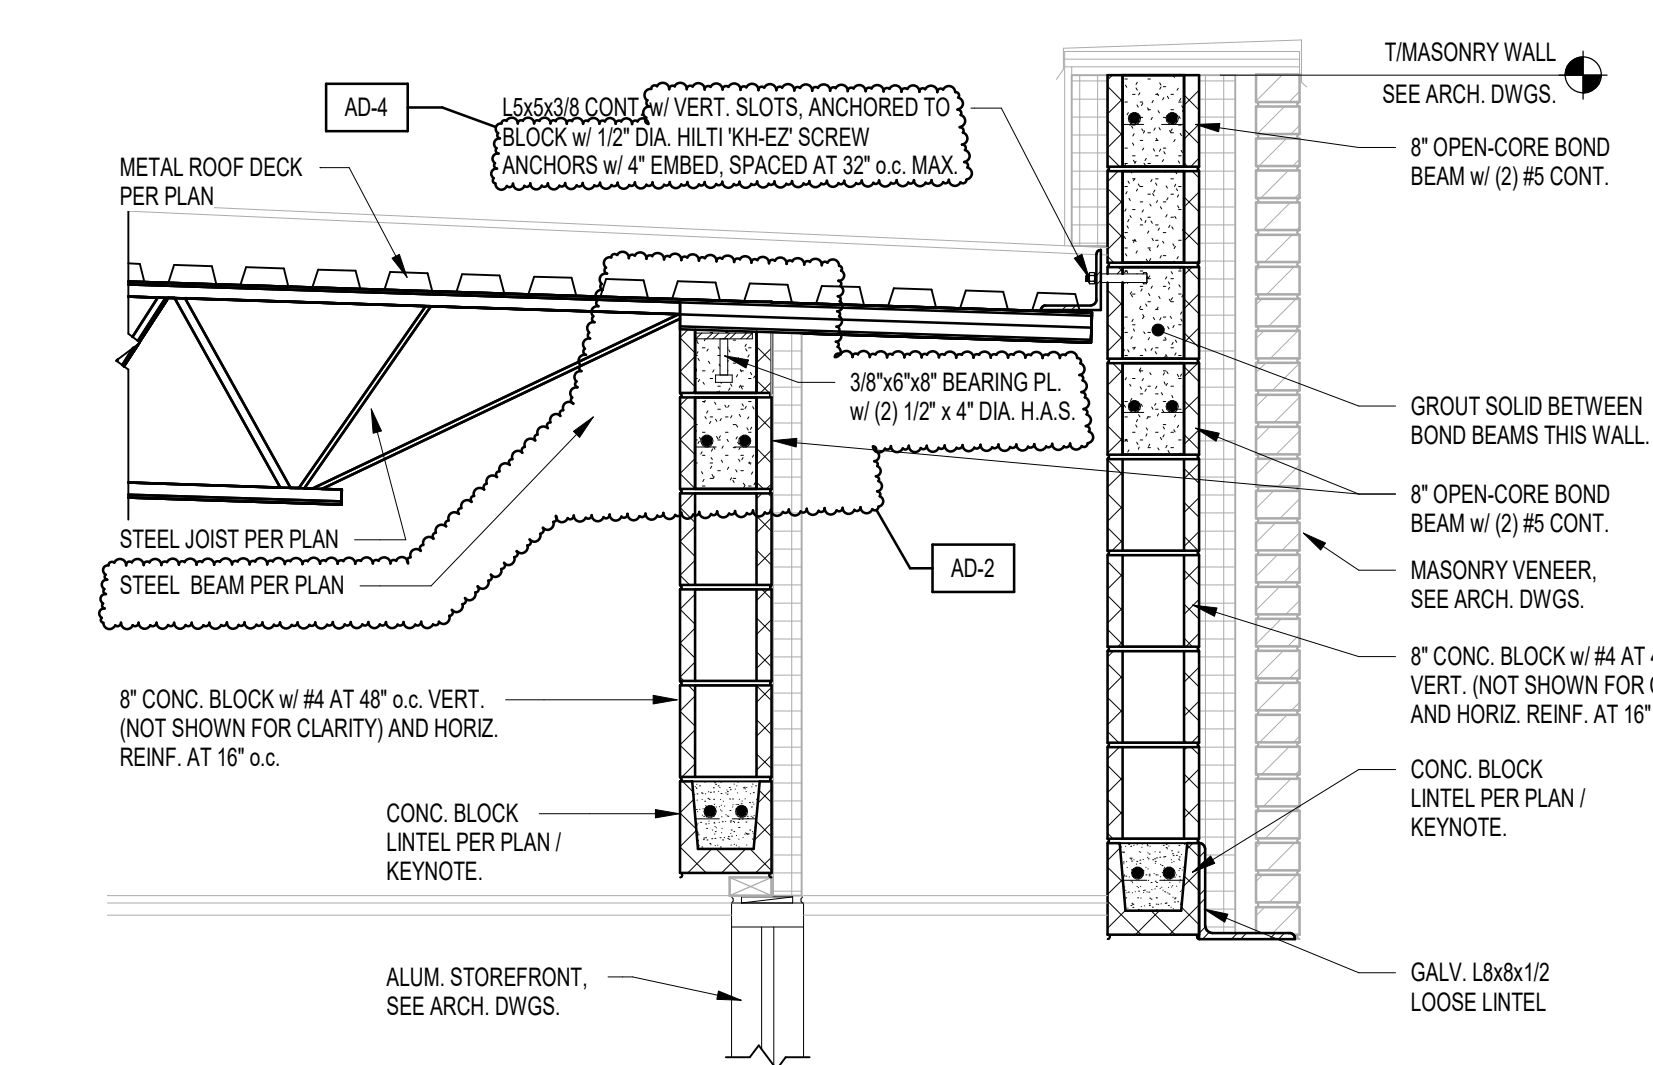 T/MASONRY WALL
SEE ARCH. DWGS.
AD-4
L5x5x3/8 CONT. w/ VERT. SLOTS, ANCHORED TO
BLOCK w/ 1/2" DIA. HILTI 'KH-EZ' SCREW
ANCHORS w/ 4" EMBED, SPACED AT 32" o.c. MAX.
METAL ROOF DECK
PER PLAN
8" OPEN-CORE BOND
BEAM w/ (2) #5 CONT.
3/8"x6"x8" BEARING PL.
w/ (2) 1/2" x 4" DIA. H.A.S.
GROUT SOLID BETWEEN
BOND BEAMS THIS WALL.
8" OPEN-CORE BOND
BEAM w/ (2) #5 CONT.
STEEL JOIST PER PLAN
STEEL BEAM PER PLAN
AD-2
MASONRY VENEER,
SEE ARCH. DWGS.
8" CONC. BLOCK w/ #4 AT
VERT. (NOT SHOWN FOR
AND HORIZ. REINF. AT 16"
8" CONC. BLOCK w/ #4 AT 48" o.c. VERT.
(NOT SHOWN FOR CLARITY) AND HORIZ.
REINF. AT 16" o.c.
CONC. BLOCK
LINTEL PER PLAN /
KEYNOTE.
CONC. BLOCK
LINTEL PER PLAN /
KEYNOTE.
ALUM. STOREFRONT,
SEE ARCH. DWGS.
GALV. L8x8x1/2
LOOSE LINTEL